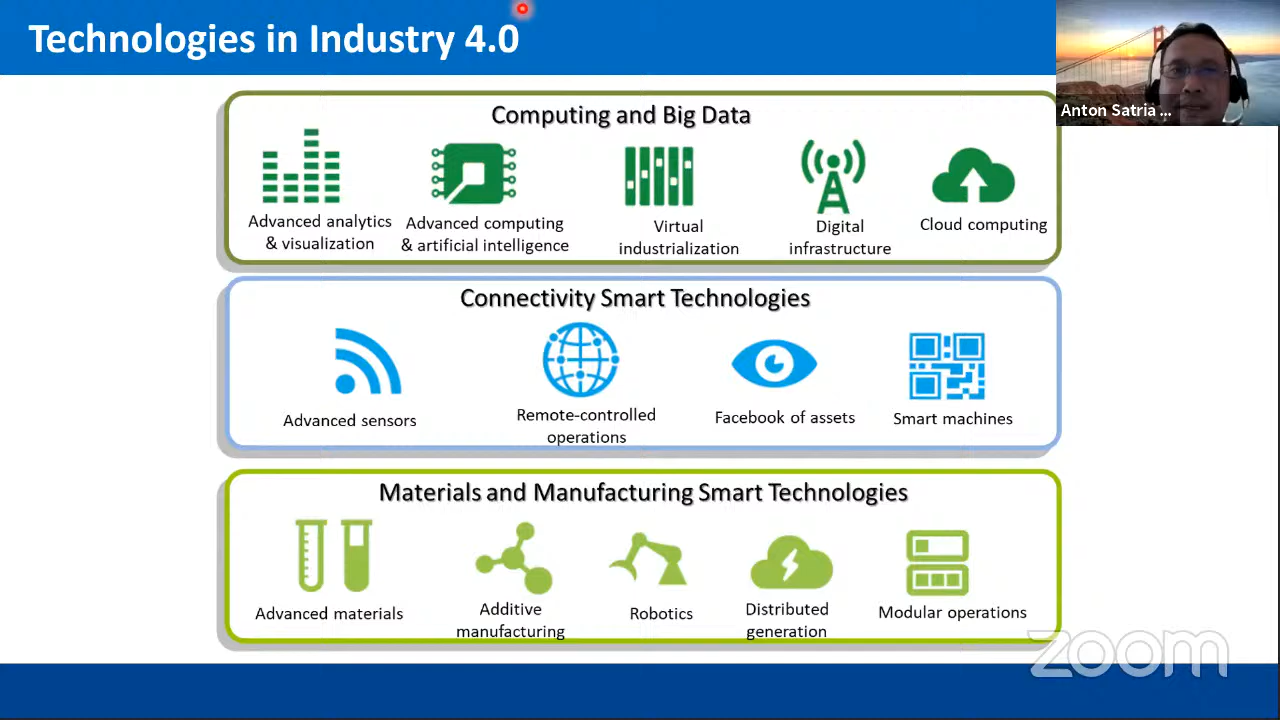 Technologies in Industry 4.0
Anton Satria ...
Computing and Big Data
Advanced analytics
& visualization
Advanced computing
& artificial intelligence
Virtual
industrialization
Digital
infrastructure
Cloud computing
Connectivity Smart Technologies
Advanced sensors
Remote-controlled
operations
Facebook of assets
Smart machines
Materials and Manufacturing Smart Technologies
Advanced materials
Additive
manufacturing
Robotics
Distributed
generation
Modular operations
zoom